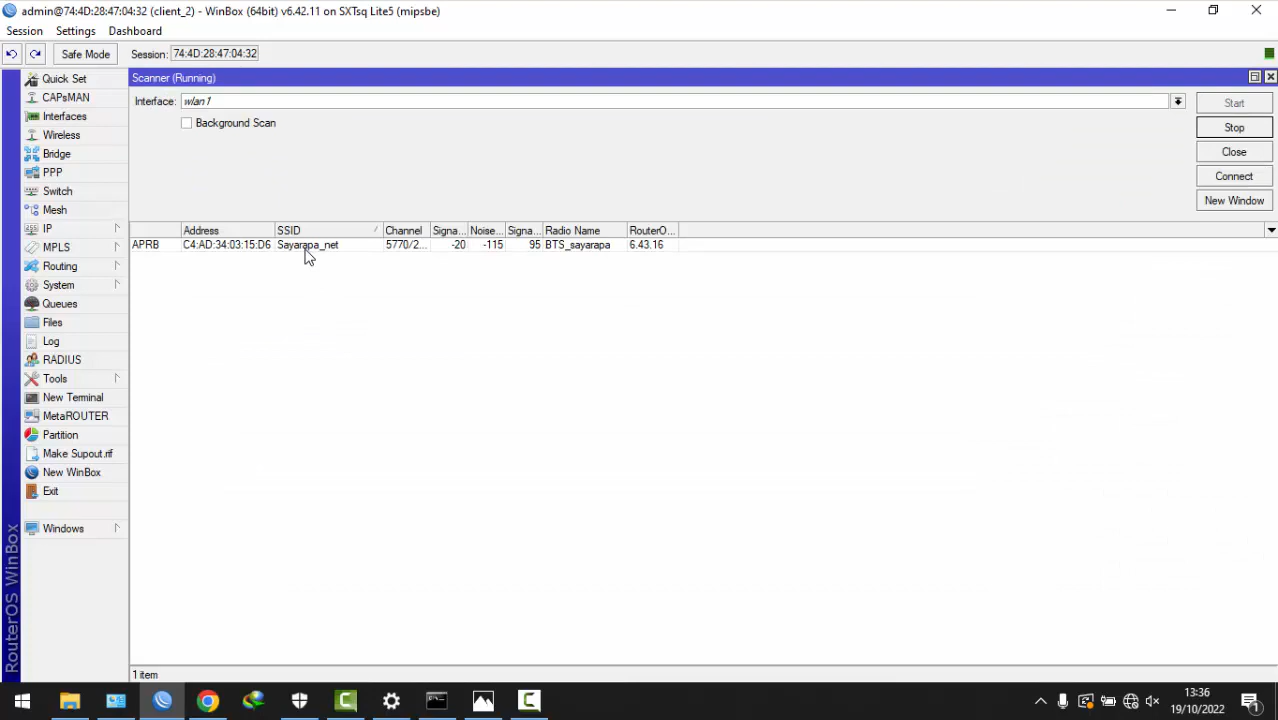 admin@74:4D:28:47:04:32 (client_2) - WinBox (64bit) v6.42.11 on SXTsq Lite5 (mipsbe)
Session Settings Dashboard
Safe Mode Session: 74:4D:28:47:04:32
Quick Set
CAPsMAN
Interfaces
Wireless
Bridge
PPP
Switch
Mesh
IP
MPLS
Routing
System
Queues
Files
Log
RADIUS
Tools
New Terminal
MetaROUTER
Partition
Make Supout.rif
New WinBox
Exit
Windows
RouterOS WinBox
Scanner (Running)
Interface: wlan1
Background Scan
Start
Stop
Close
Connect
New Window
Address SSID Channel Signa... Noise... Signa... Radio Name RouterO...
APRB C4:AD:34:03:15:D6 Sayarapa_net 5770/2... -20 -115 95 BTS_sayarapa 6.43.16
1 item
13:36
19/10/2022
1